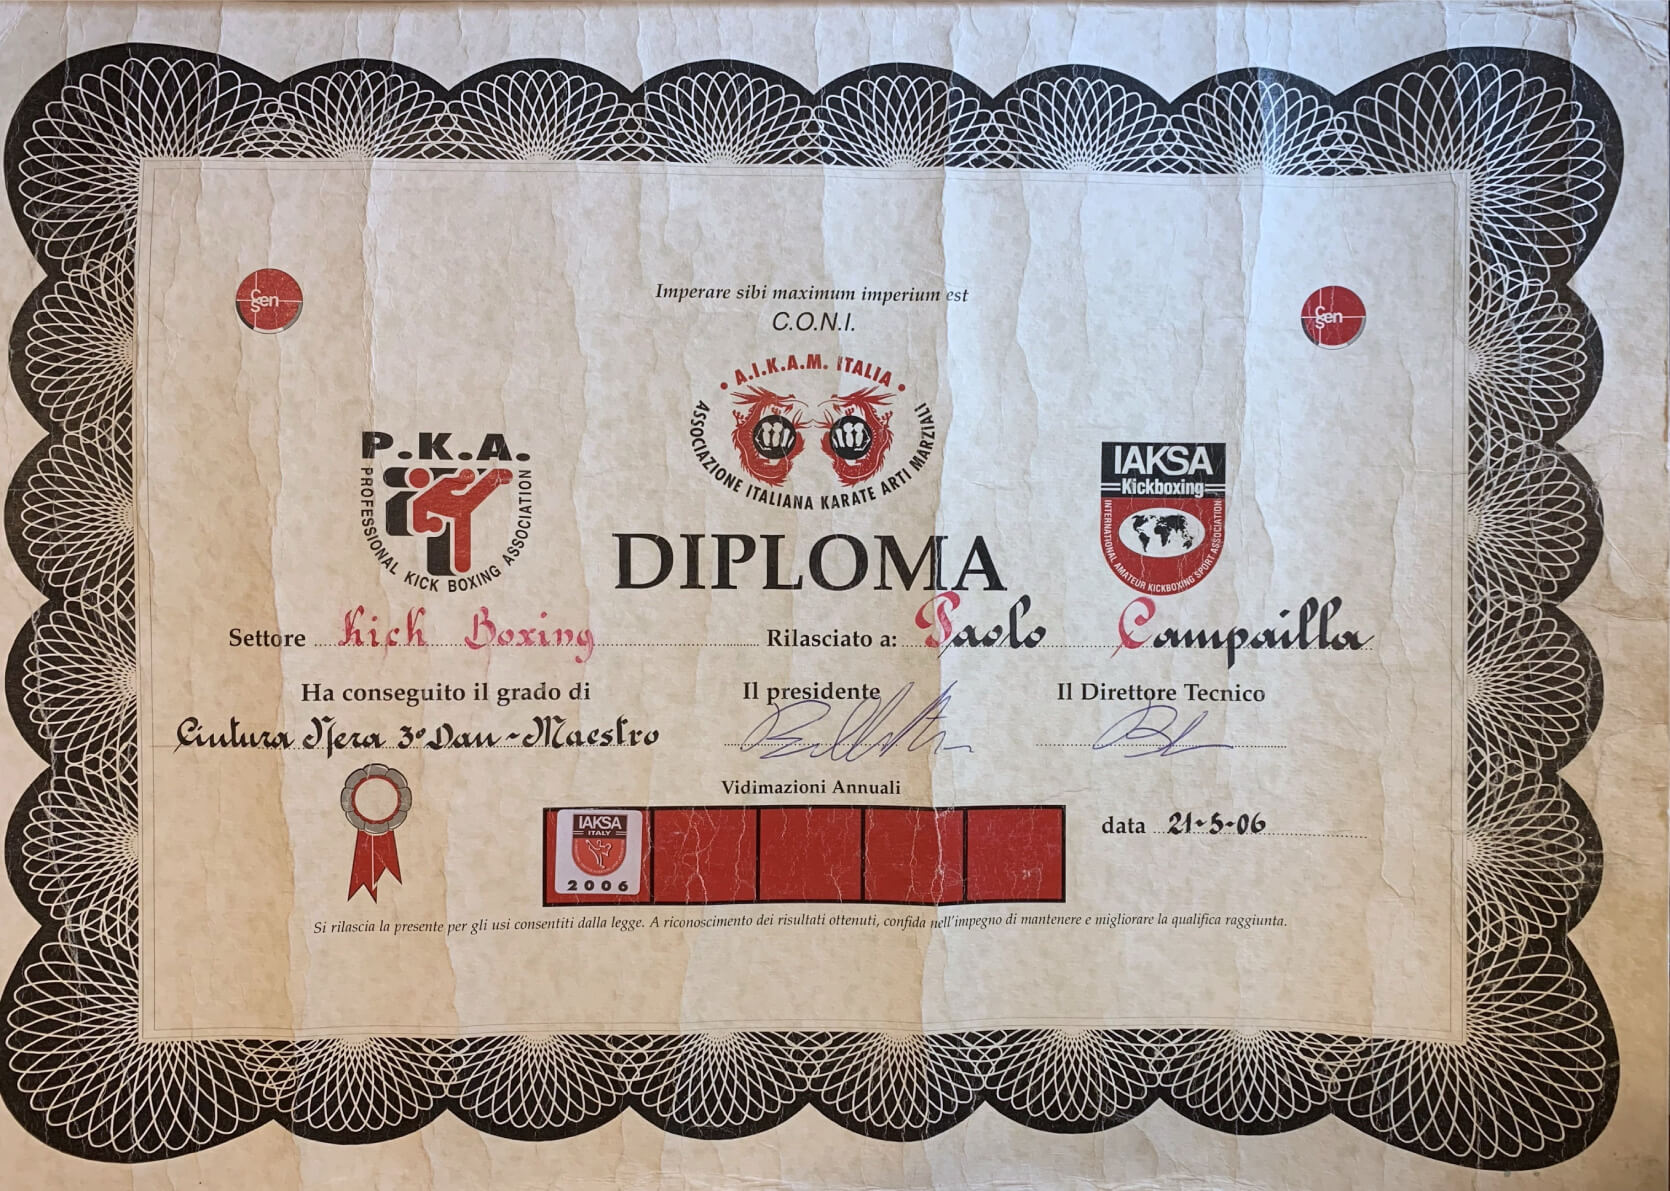 Csen
Csen
Imperare sibi maximum imperium est
C.O.N.I.
• A.I.K.A.M. ITALIA •
ASSOCIAZIONE ITALIANA KARATE ARTI MARZIALI
P.K.A.
PROFESSIONAL KICK BOXING ASSOCIATION
IAKSA
Kickboxing
INTERNATIONAL AMATEUR KICKBOXING SPORT ASSOCIATION
DIPLOMA
Settore Kick Boxing Rilasciato a: Paolo Campailla
Ha conseguito il grado di Il presidente Il Direttore Tecnico
Cintura Nera 3° Dan - Maestro
Vidimazioni Annuali
IAKSA
ITALY
2006
data 21-5-06
Si rilascia la presente per gli usi consentiti dalla legge. A riconoscimento dei risultati ottenuti, confida nell'impegno di mantenere e migliorare la qualifica raggiunta.